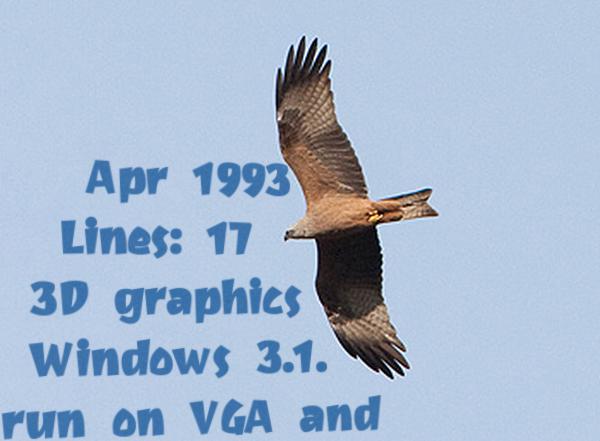 Apr 1993
Lines: 17
3D graphics
Windows 3.1.
run on VGA and